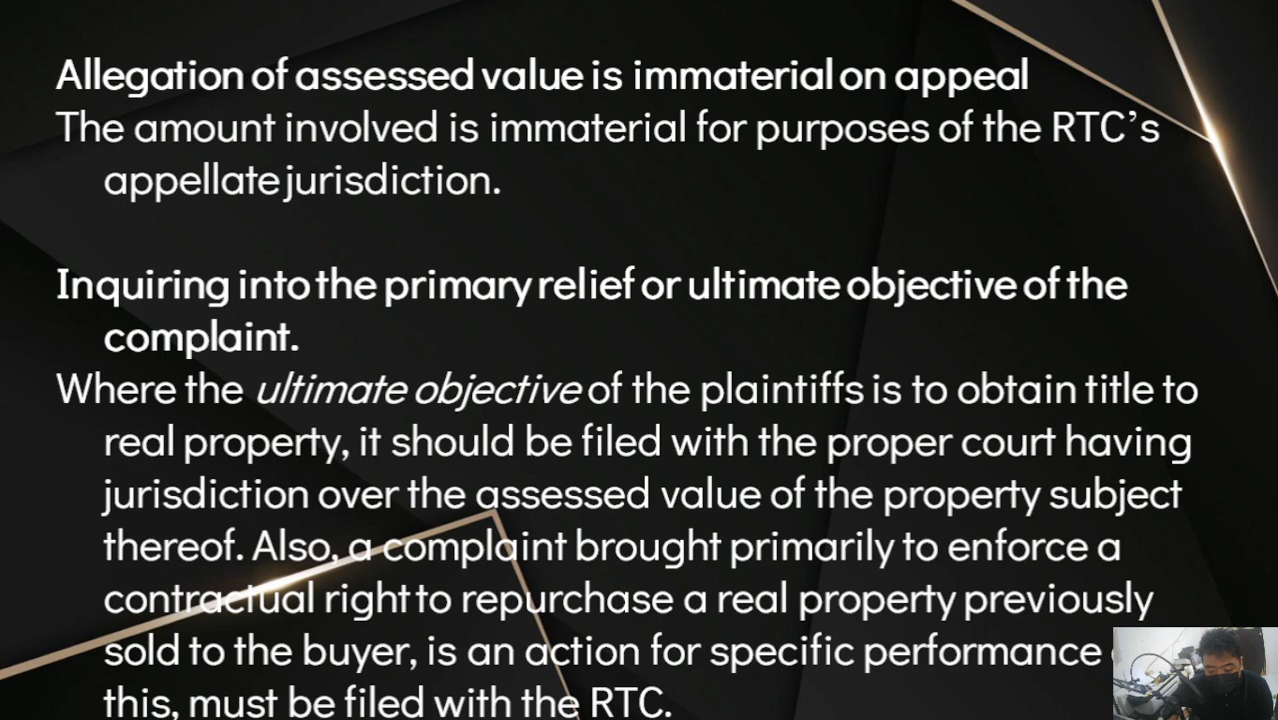 Allegation of assessed value is immaterial on appeal
The amount involved is immaterial for purposes of the RTC’s
appellate jurisdiction.
Inquiring into the primary relief or ultimate objective of the
complaint.
Where the ultimate objective of the plaintiffs is to obtain title to
real property, it should be filed with the proper court having
jurisdiction over the assessed value of the property subject
thereof. Also, a complaint brought primarily to enforce a
contractual right to repurchase a real property previously
sold to the buyer, is an action for specific performance
this, must be filed with the RTC.